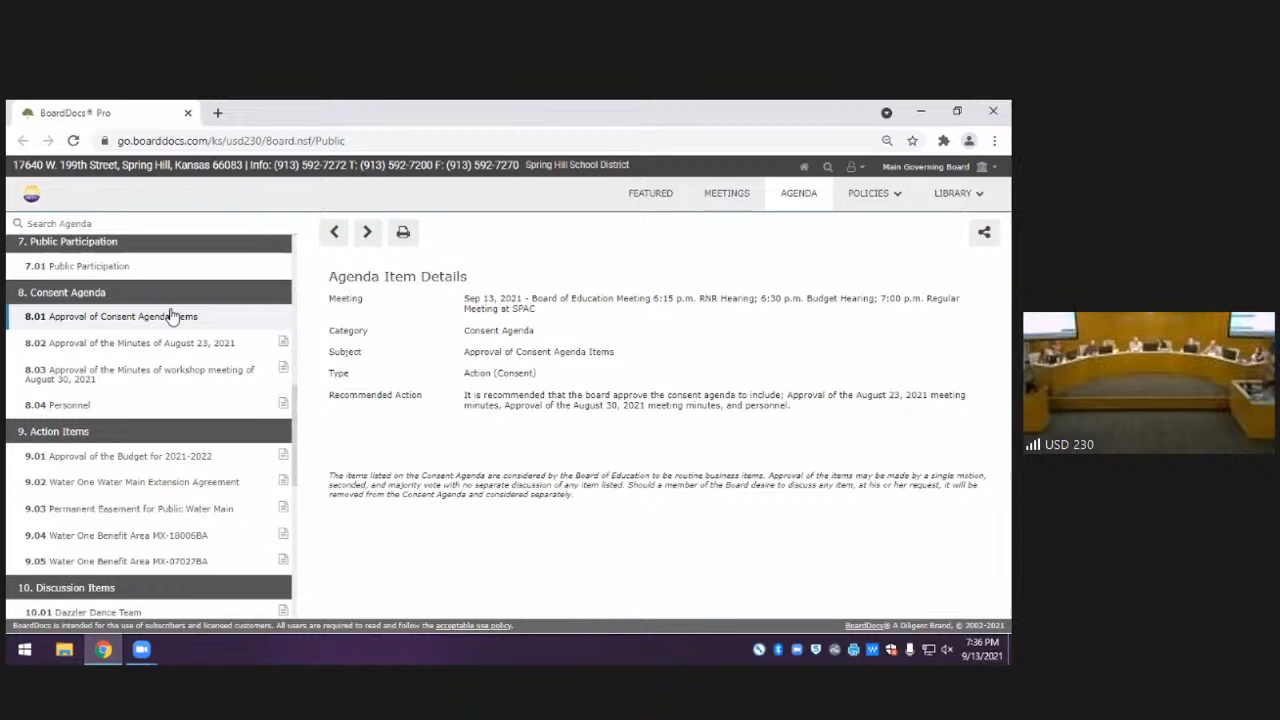 BoardDocs® Pro
go.boarddocs.com/ks/usd230/Board.nsf/Public
17640 W. 199th Street, Spring Hill, Kansas 66083 | Info: (913) 592-7272 T: (913) 592-7200 F: (913) 592-7270 Spring Hill School District
Main Governing Board
FEATURED MEETINGS AGENDA POLICIES LIBRARY
Search Agenda
7. Public Participation
7.01 Public Participation
8. Consent Agenda
8.01 Approval of Consent Agenda Items
8.02 Approval of the Minutes of August 23, 2021
8.03 Approval of the Minutes of workshop meeting of
August 30, 2021
8.04 Personnel
9. Action Items
9.01 Approval of the Budget for 2021-2022
9.02 Water One Water Main Extension Agreement
9.03 Permanent Easement for Public Water Main
9.04 Water One Benefit Area MX-18006BA
9.05 Water One Benefit Area MX-07027BA
10. Discussion Items
10.01 Dazzler Dance Team
Agenda Item Details
Meeting Sep 13, 2021 - Board of Education Meeting 6:15 p.m. RNR Hearing; 6:30 p.m. Budget Hearing; 7:00 p.m. Regular
Meeting at SPAC
Category Consent Agenda
Subject Approval of Consent Agenda Items
Type Action (Consent)
Recommended Action It is recommended that the board approve the consent agenda to include; Approval of the August 23, 2021 meeting
minutes, Approval of the August 30, 2021 meeting minutes, and personnel.
The items listed on the Consent Agenda are considered by the Board of Education to be routine business items. Approval of the items may be made by a single motion,
seconded, and majority vote with no separate discussion of any item listed. Should a member of the Board desire to discuss any item, at his or her request, it will be
removed from the Consent Agenda and considered separately.
BoardDocs is intended for the use of subscribers and licensed customers. All users are required to read and follow the acceptable use policy.
BoardDocs® A Diligent Brand, © 2002-2021
7:36 PM
9/13/2021
USD 230